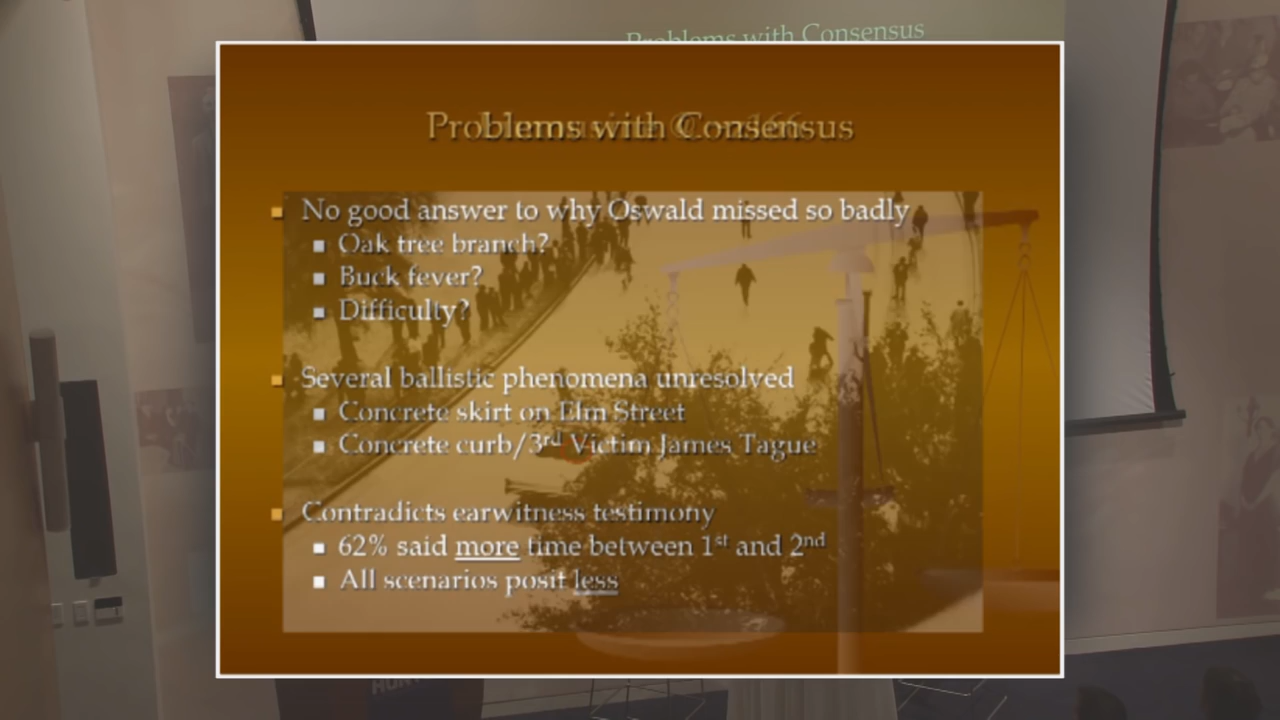 Problems with Consensus
Problems with Consensus
No good answer to why Oswald missed so badly
Oak tree branch?
Buck fever?
Difficulty?
Several ballistic phenomena unresolved
Concrete skirt on Elm Street
Concrete curb/3rd Victim James Tague
Contradicts earwitness testimony
62% said more time between 1st and 2nd
All scenarios posit less